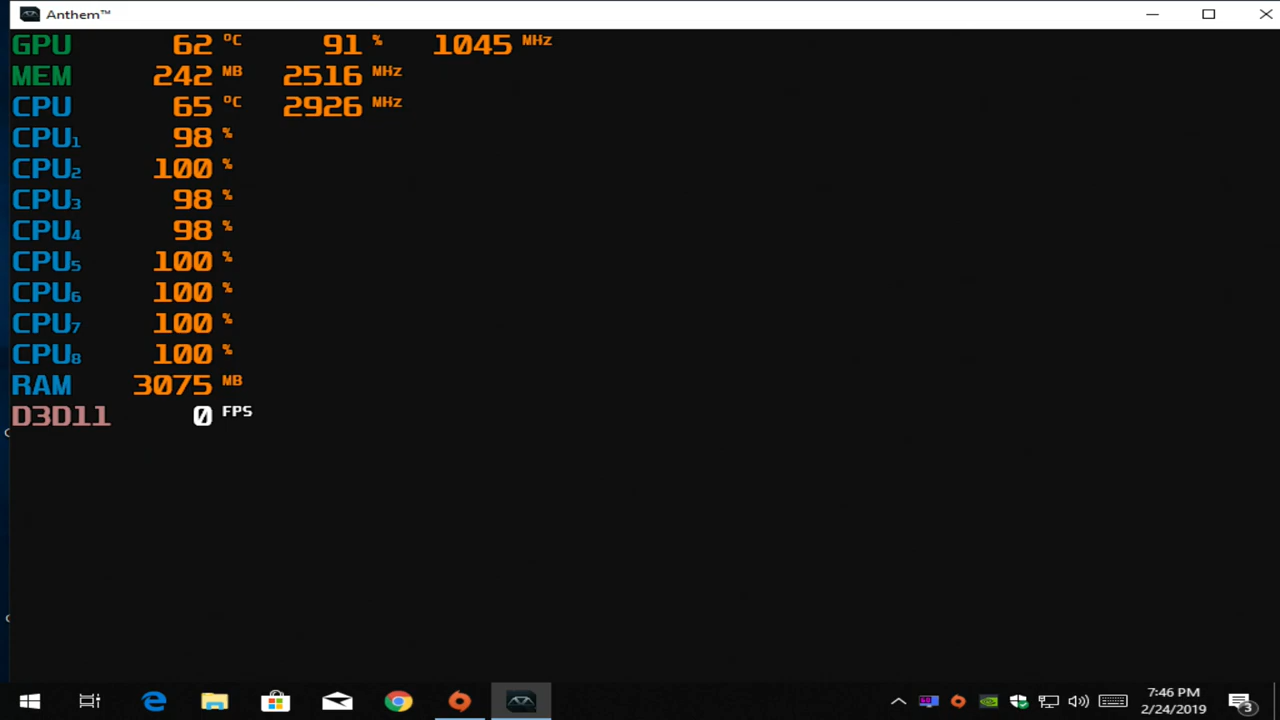 Anthem™
GPU 62 °C 91 % 1045 MHz
MEM 242 MB 2516 MHz
CPU 65 °C 2926 MHz
CPU1 98 %
CPU2 100 %
CPU3 98 %
CPU4 98 %
CPU5 100 %
CPU6 100 %
CPU7 100 %
CPU8 100 %
RAM 3075 MB
D3D11 0 FPS
7:46 PM
2/24/2019
3